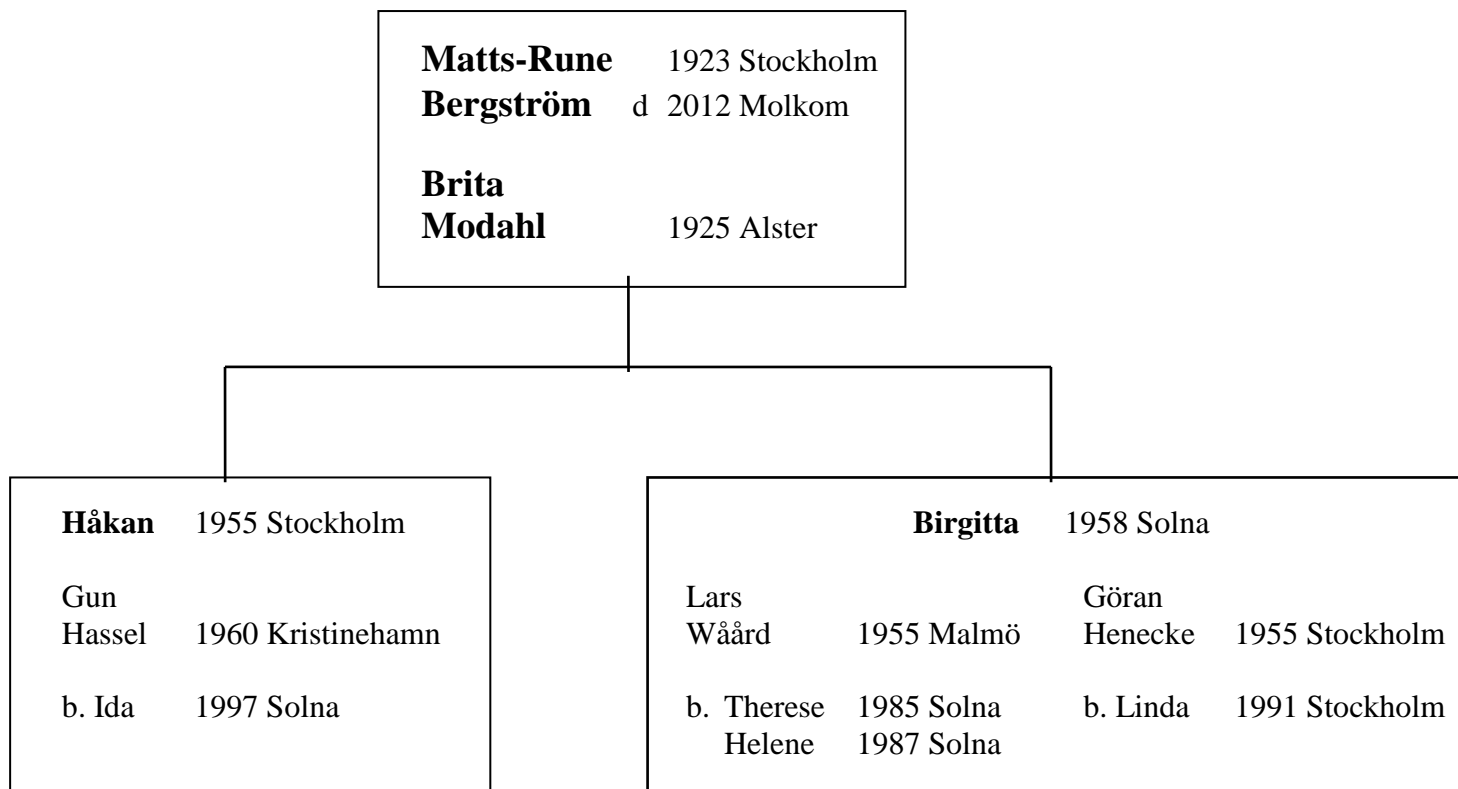 Matts-Rune 1923 Stockholm
Bergström d 2012 Molkom
Brita
Modahl 1925 Alster
Håkan 1955 Stockholm
Gun
Hassel 1960 Kristinehamn
b. Ida 1997 Solna
Birgitta 1958 Solna
Lars
Wåård 1955 Malmö
b. Therese 1985 Solna
Helene 1987 Solna
Göran
Henecke 1955 Stockholm
b. Linda 1991 Stockholm